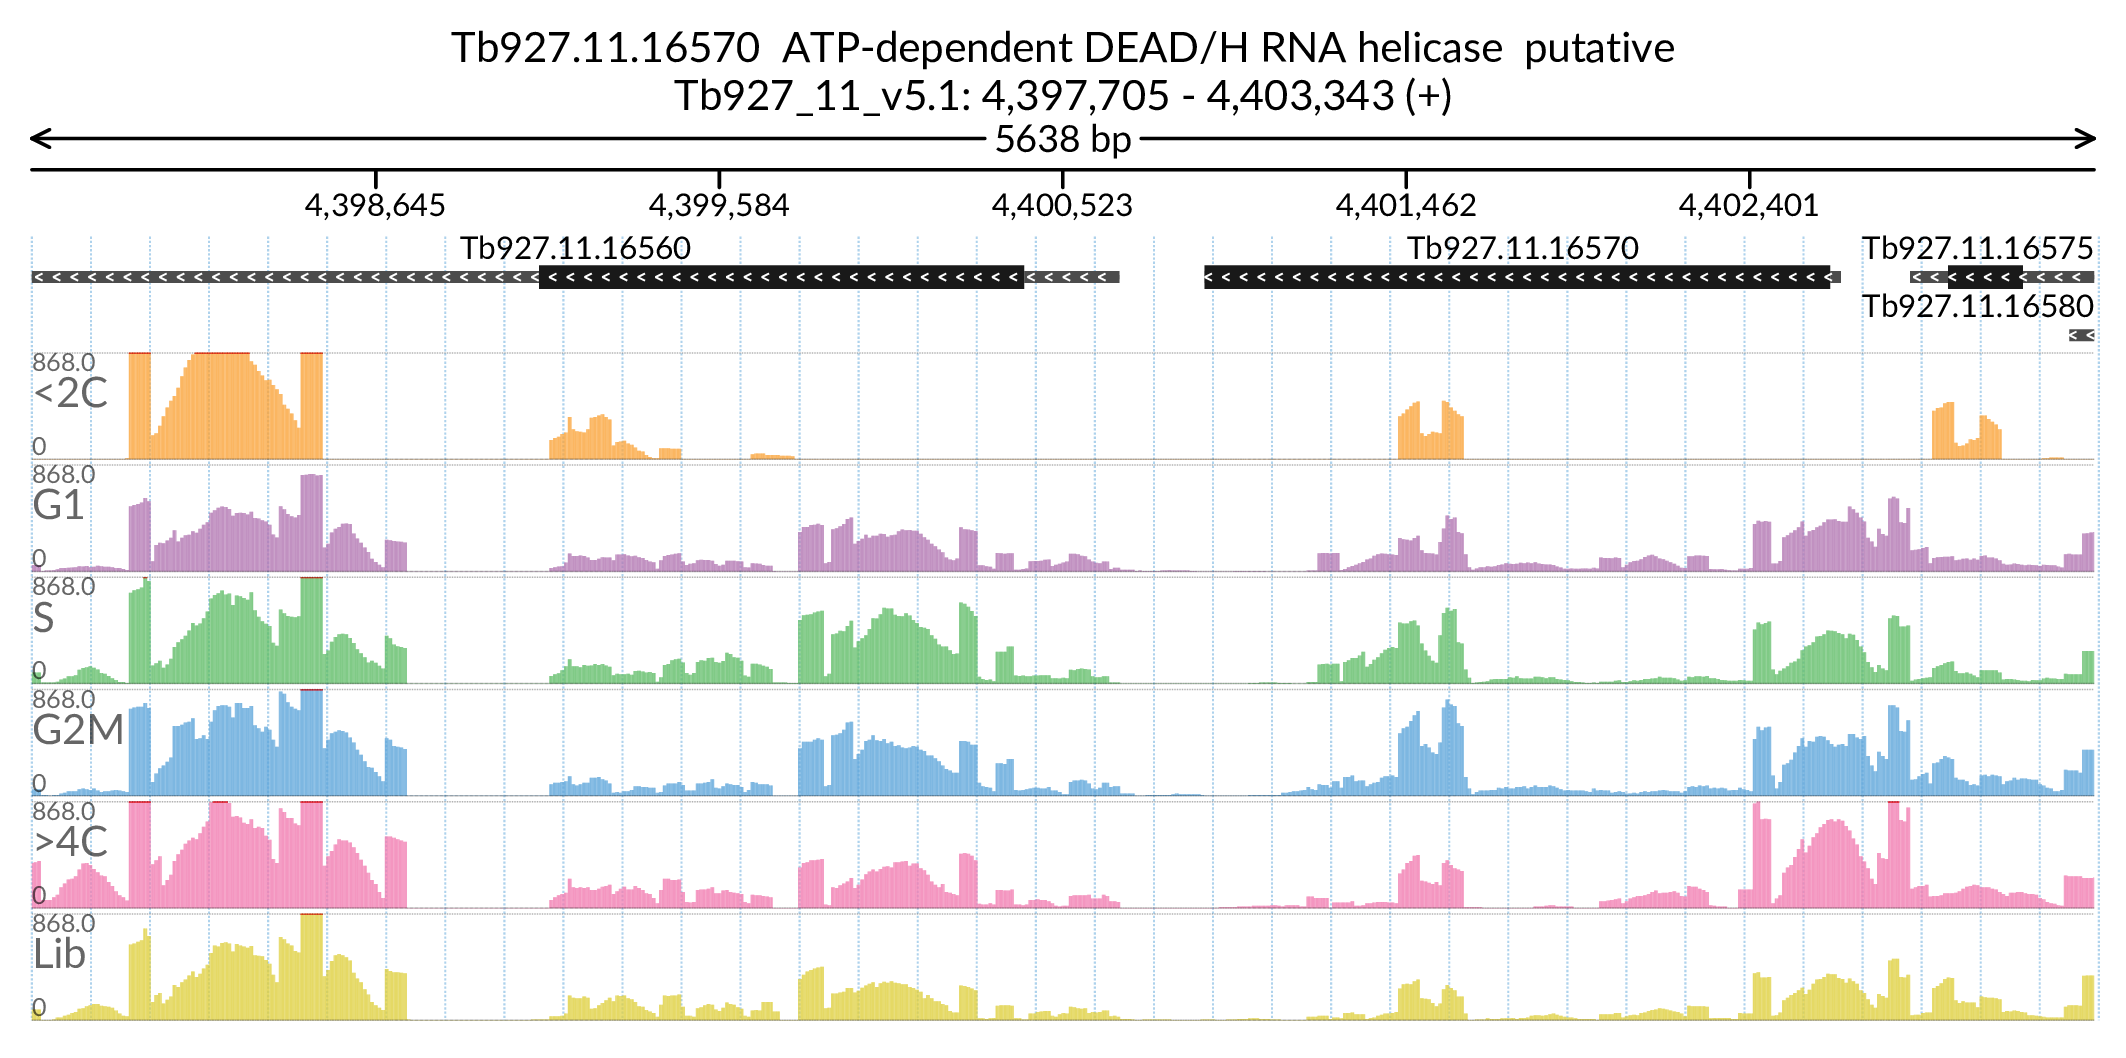 Tb927.11.16570  ATP-dependent DEAD/H RNA helicase  putative
Tb927_11_v5.1: 4,397,705 - 4,403,343 (+)
5638 bp
4,398,645 4,399,584 4,400,523 4,401,462 4,402,401
Tb927.11.16560 Tb927.11.16570 Tb927.11.16575
Tb927.11.16580
868.0
<2C
0
868.0
G1
0
868.0
S
0
868.0
G2M
0
868.0
>4C
0
868.0
Lib
0